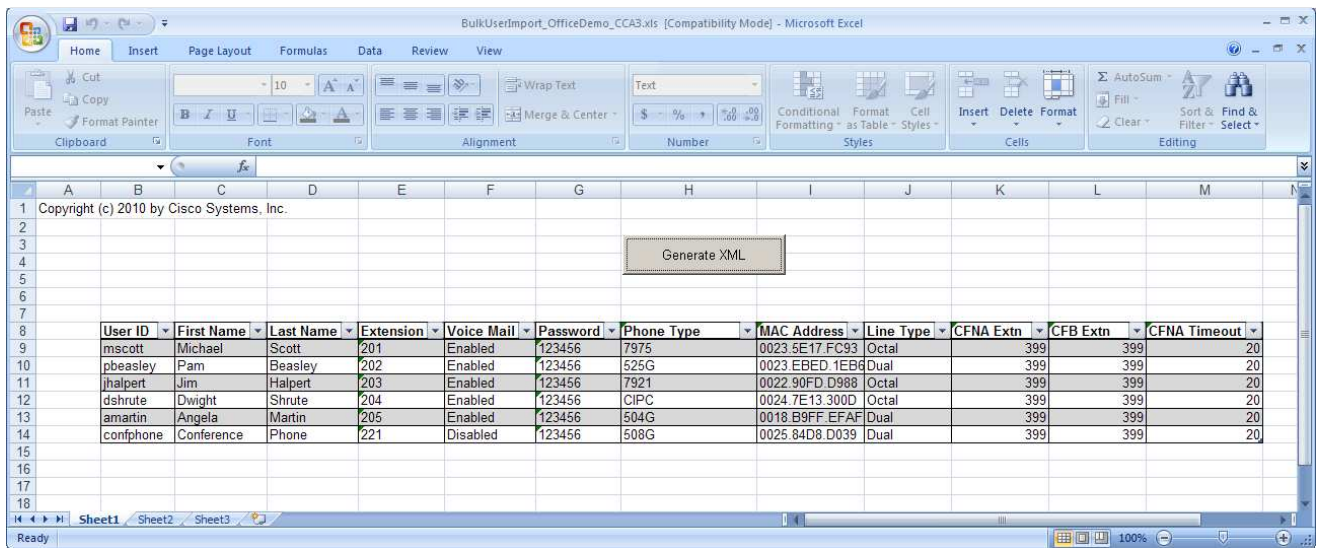 BulkUserImport_OfficeDemo_CCA3.xls [Compatibility Mode] - Microsoft Excel
Home Insert Page Layout Formulas Data Review View
Cut
Copy
Format Painter
Paste
Clipboard
10 A A
B I U A
Font
Wrap Text
Merge & Center
Alignment
Text
$ % , .0 .00 .00 .0
Number
Conditional Formatting
Format as Table
Cell Styles
Styles
Insert Delete Format
Cells
Σ AutoSum
Fill
Clear
Sort & Filter
Find & Select
Editing
fx
A B C D E F G H I J K L M N
1 Copyright (c) 2010 by Cisco Systems, Inc.
2
3
Generate XML
4
5
6
7
8 User ID First Name Last Name Extension Voice Mail Password Phone Type MAC Address Line Type CFNA Extn CFB Extn CFNA Timeout
9 mscott Michael Scott 201 Enabled 123456 7975 0023.5E17.FC93 Octal 399 399 20
10 pbeasley Pam Beasley 202 Enabled 123456 525G 0023.EBED.1EB6 Dual 399 399 20
11 jhalpert Jim Halpert 203 Enabled 123456 7921 0022.90FD.D988 Octal 399 399 20
12 dshrute Dwight Shrute 204 Enabled 123456 CIPC 0024.7E13.300D Octal 399 399 20
13 amartin Angela Martin 205 Enabled 123456 504G 0018.B9FF.EFAF Dual 399 399 20
14 confphone Conference Phone 221 Disabled 123456 508G 0025.84D8.D039 Dual 399 399 20
15
16
17
18
Sheet1 Sheet2 Sheet3
Ready
100%